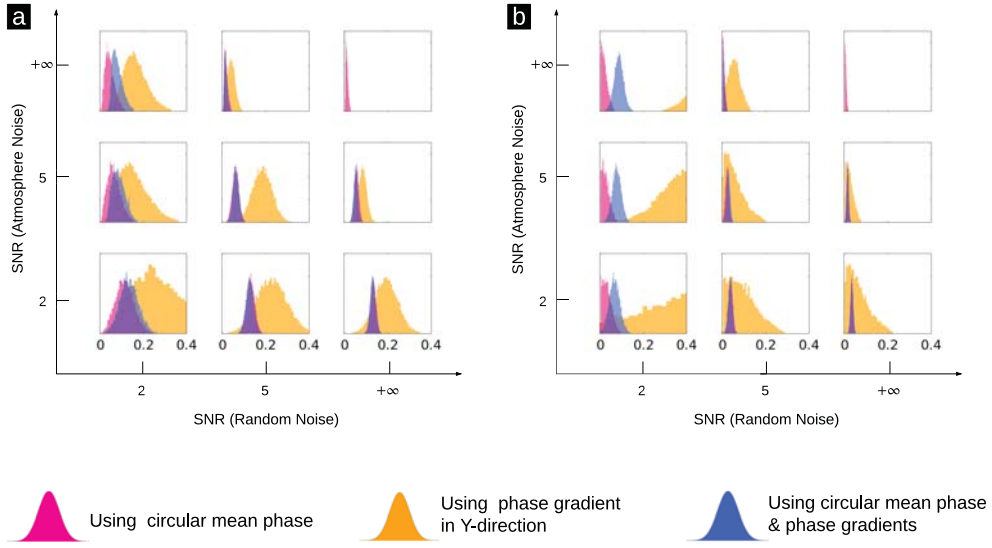 a
SNR (Atmosphere Noise)
+∞
5
2
0 0.2 0.4 0 0.2 0.4 0 0.2 0.4
2 5 +∞
SNR (Random Noise)
b
SNR (Atmosphere Noise)
+∞
5
2
0 0.2 0.4 0 0.2 0.4 0 0.2 0.4
2 5 +∞
SNR (Random Noise)
Using circular mean phase
Using phase gradient
in Y-direction
Using circular mean phase
& phase gradients